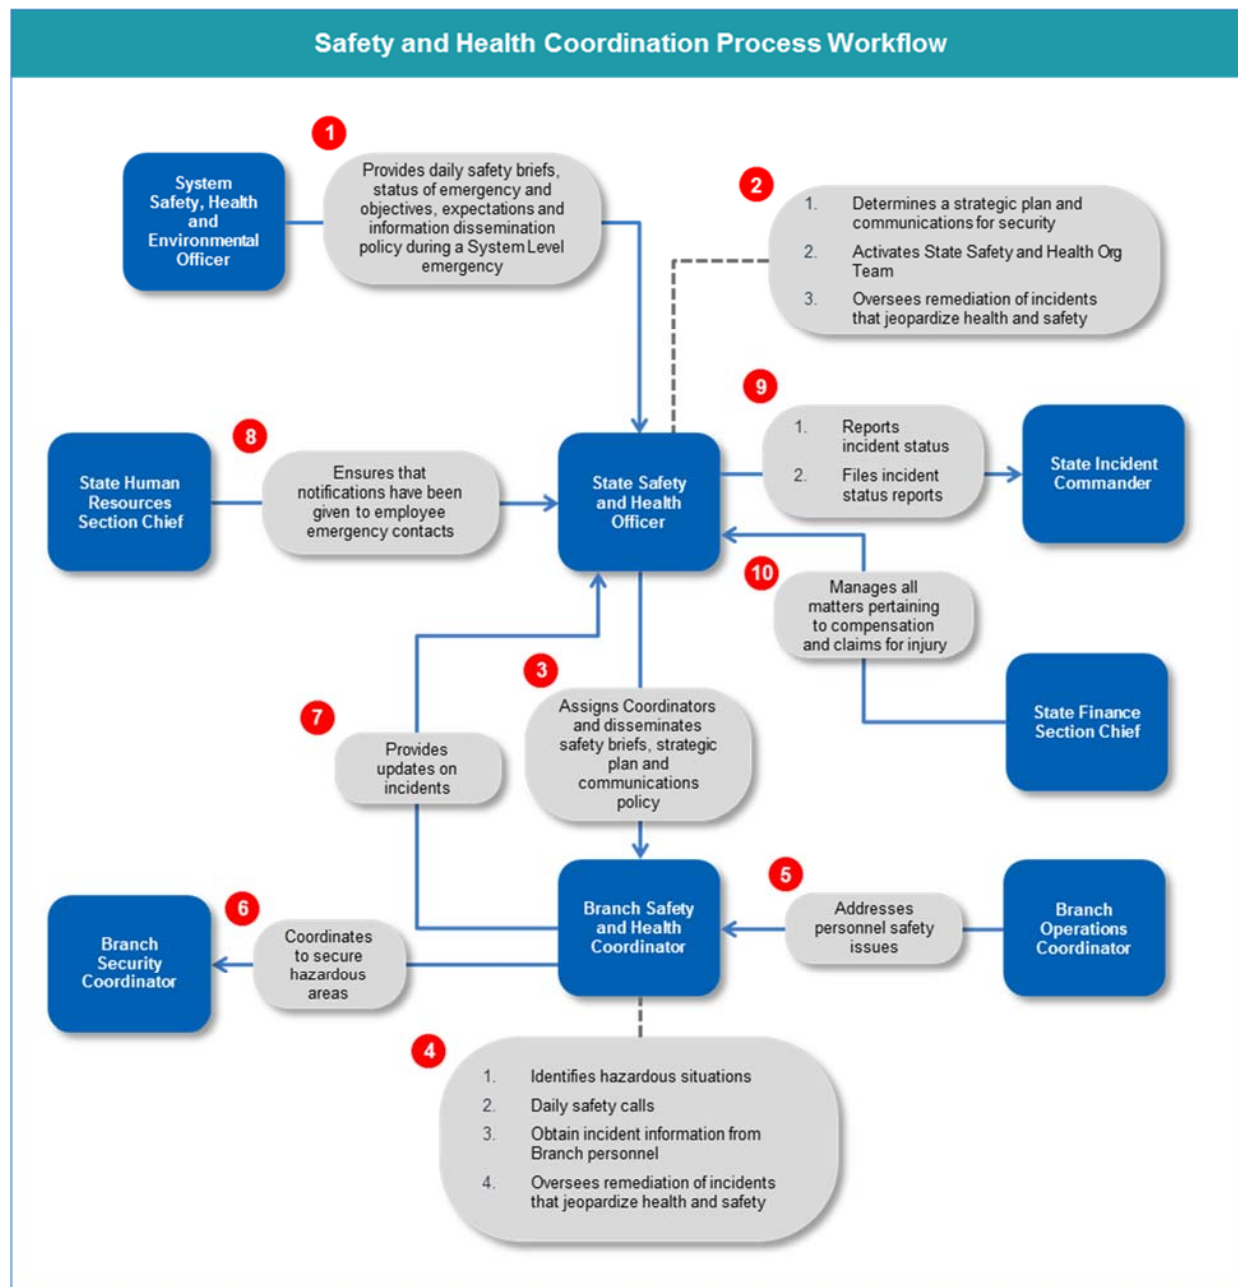 Safety and Health Coordination Process Workflow
1
System
Safety, Health
and
Environmental
Officer
Provides daily safety briefs,
status of emergency and
objectives, expectations and
information dissemination
policy during a System Level
emergency
2
1. Determines a strategic plan and
communications for security
2. Activates State Safety and Health Org
Team
3. Oversees remediation of incidents
that jeopardize health and safety
8
State Human
Resources
Section Chief
Ensures that
notifications have been
given to employee
emergency contacts
State Safety
and Health
Officer
9
1. Reports
incident status
2. Files incident
status reports
State Incident
Commander
10
Manages all
matters pertaining
to compensation
and claims for injury
State Finance
Section Chief
3
Assigns Coordinators
and disseminates
safety briefs, strategic
plan and
communications
policy
7
Provides
updates on
incidents
6
Branch
Security
Coordinator
Coordinates
to secure
hazardous
areas
Branch Safety
and Health
Coordinator
5
Addresses
personnel safety
issues
Branch
Operations
Coordinator
4
1. Identifies hazardous situations
2. Daily safety calls
3. Obtain incident information from
Branch personnel
4. Oversees remediation of incidents
that jeopardize health and safety